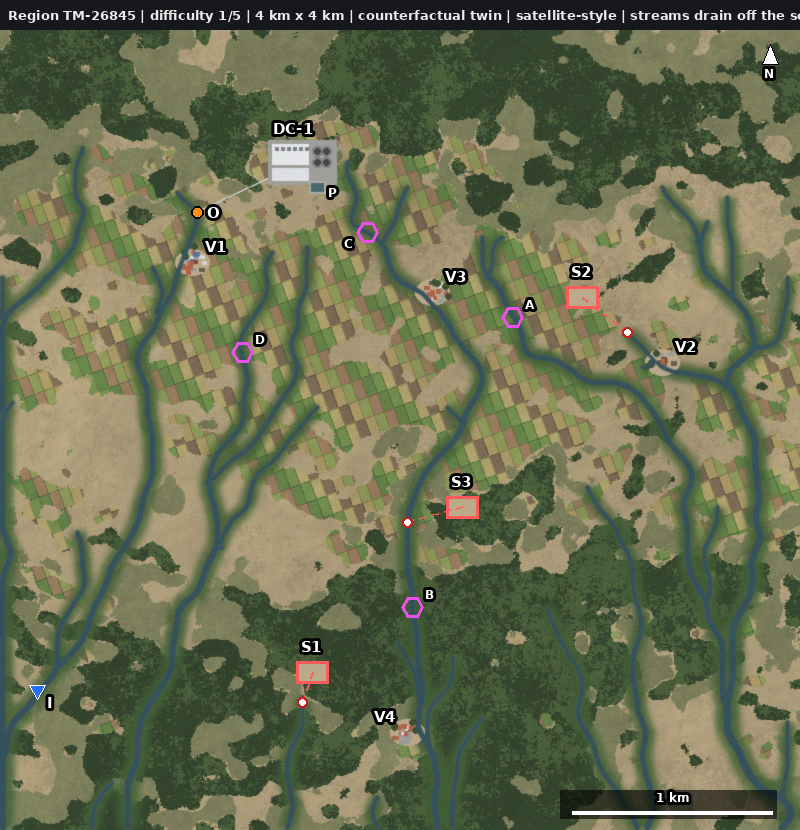 Region TM-26845 | difficulty 1/5 | 4 km x 4 km | counterfactual twin | satellite-style | streams drain off the so
N
DC-1
P
O
V1
C
S2
V3
A
V2
D
S3
B
S1
I
V4
1 km